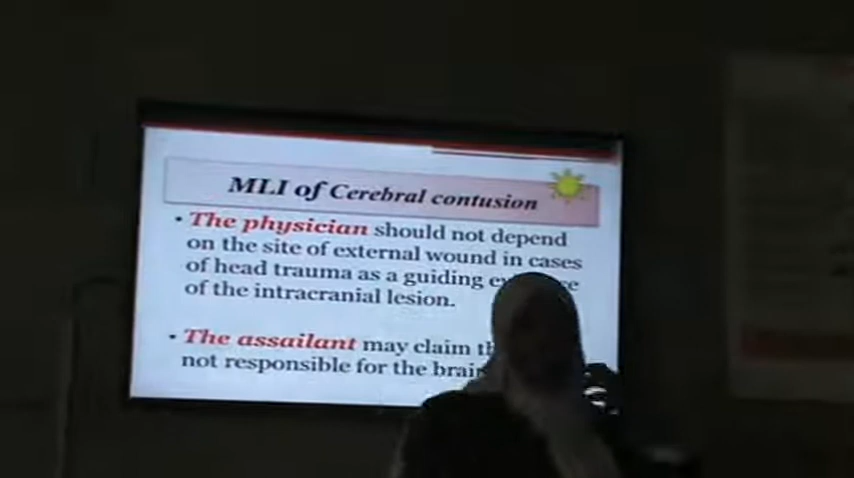 MLI of Cerebral contusion
• The physician should not depend
on the site of external wound in cases
of head trauma as a guiding
of the intracranial lesion.
• The assailant may claim
not responsible for the